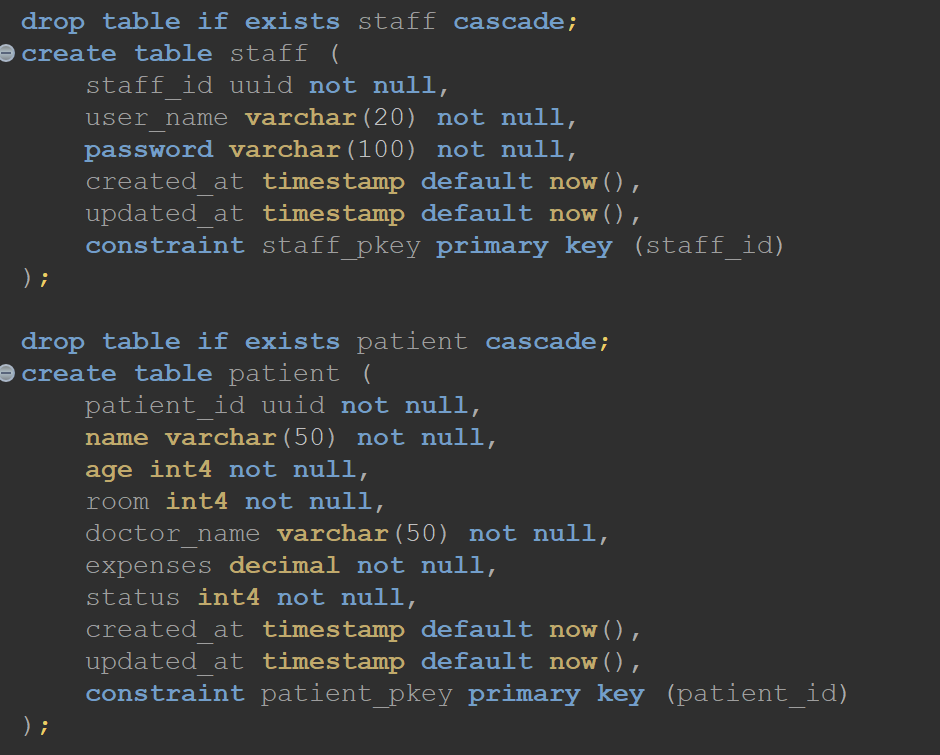 drop table if exists staff cascade;
create table staff (
    staff_id uuid not null,
    user_name varchar(20) not null,
    password varchar(100) not null,
    created_at timestamp default now(),
    updated_at timestamp default now(),
    constraint staff_pkey primary key (staff_id)
);

drop table if exists patient cascade;
create table patient (
    patient_id uuid not null,
    name varchar(50) not null,
    age int4 not null,
    room int4 not null,
    doctor_name varchar(50) not null,
    expenses decimal not null,
    status int4 not null,
    created_at timestamp default now(),
    updated_at timestamp default now(),
    constraint patient_pkey primary key (patient_id)
);